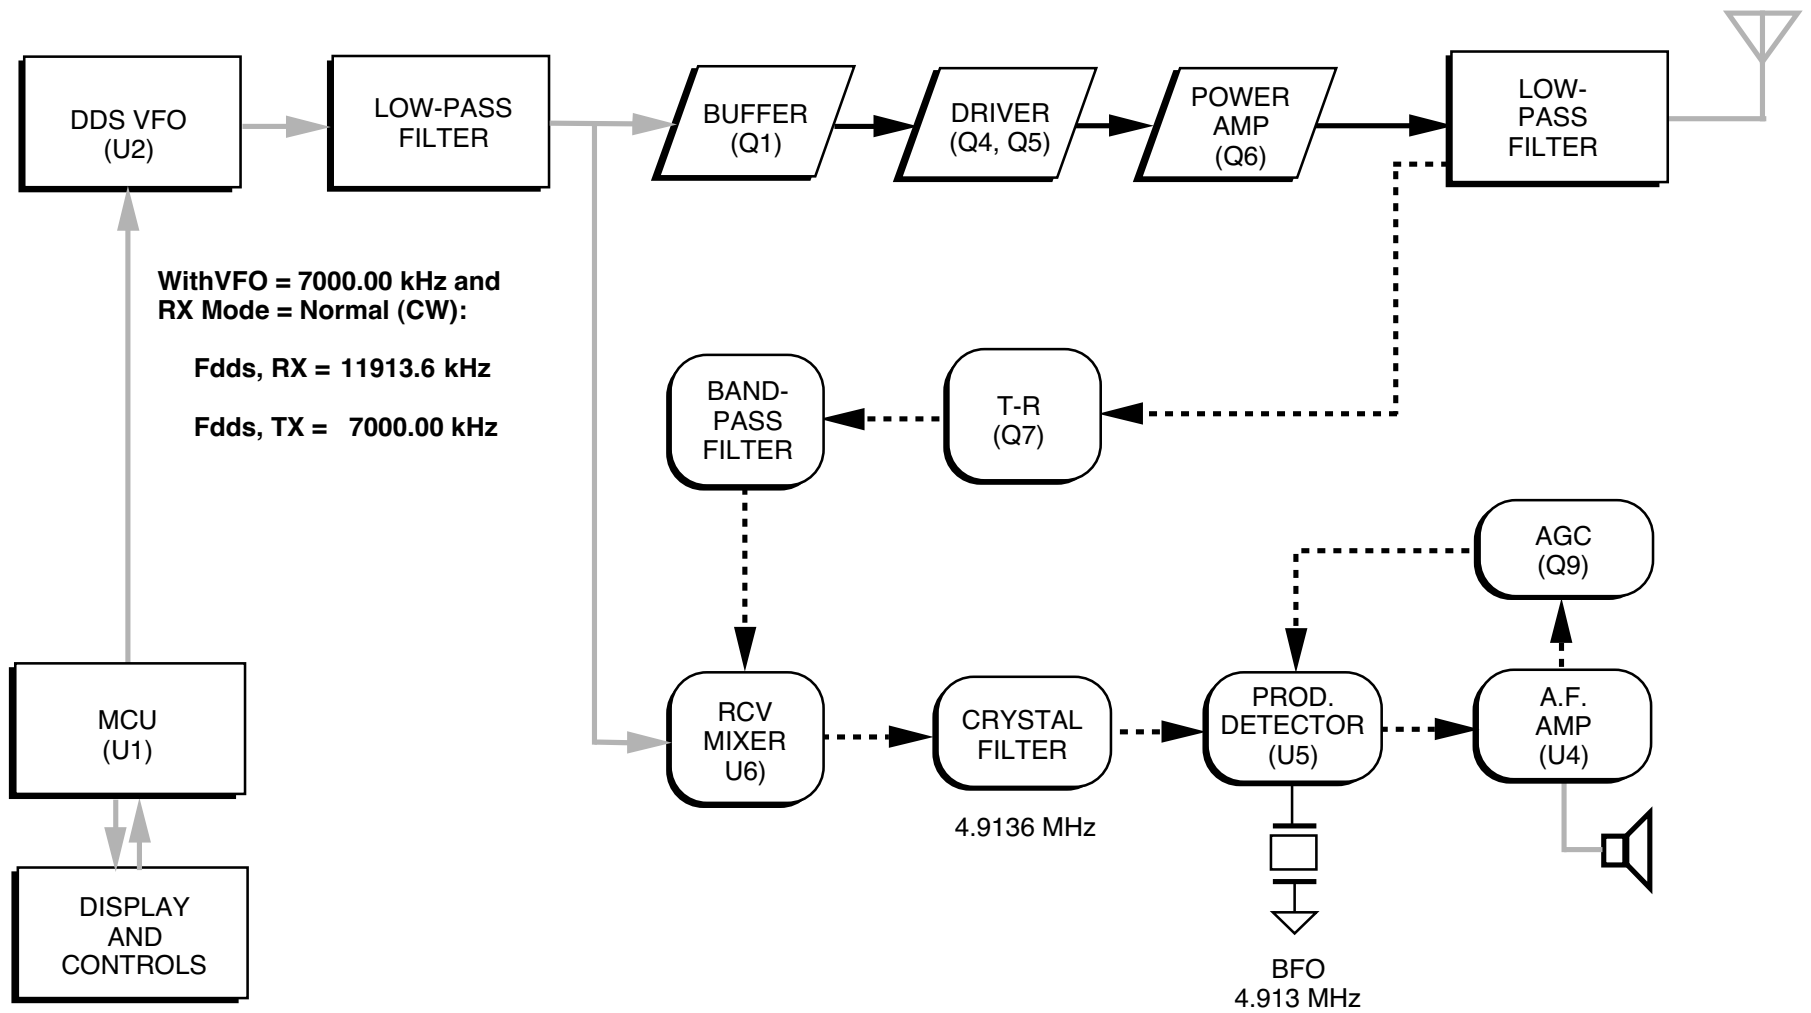 DDS VFO
(U2)
LOW-PASS
FILTER
BUFFER
(Q1)
DRIVER
(Q4, Q5)
POWER
AMP
(Q6)
LOW-
PASS
FILTER
WithVFO = 7000.00 kHz and
RX Mode = Normal (CW):
Fdds, RX = 11913.6 kHz
Fdds, TX = 7000.00 kHz
BAND-
PASS
FILTER
T-R
(Q7)
AGC
(Q9)
MCU
(U1)
RCV
MIXER
U6)
CRYSTAL
FILTER
4.9136 MHz
PROD.
DETECTOR
(U5)
A.F.
AMP
(U4)
DISPLAY
AND
CONTROLS
BFO
4.913 MHz